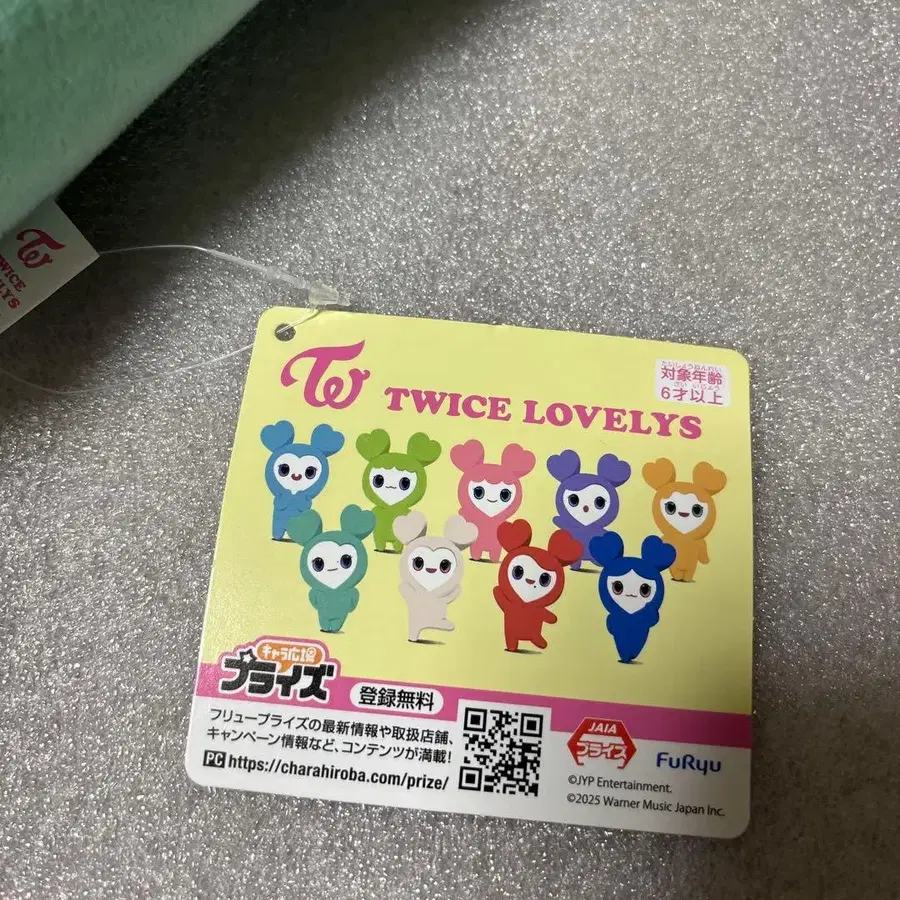 TW
TWICE
LYS
TW
TWICE LOVELYS
たいしょうねんれい
対象年齢
さい いじょう
6才以上
キャラ広場
プライズ
登録無料
フリュープライズの最新情報や取扱店舗、
キャンペーン情報など、コンテンツが満載!
PC https://charahiroba.com/prize/
JAIA
プライズ
FuRyu
©JYP Entertainment.
©2025 Warner Music Japan Inc.